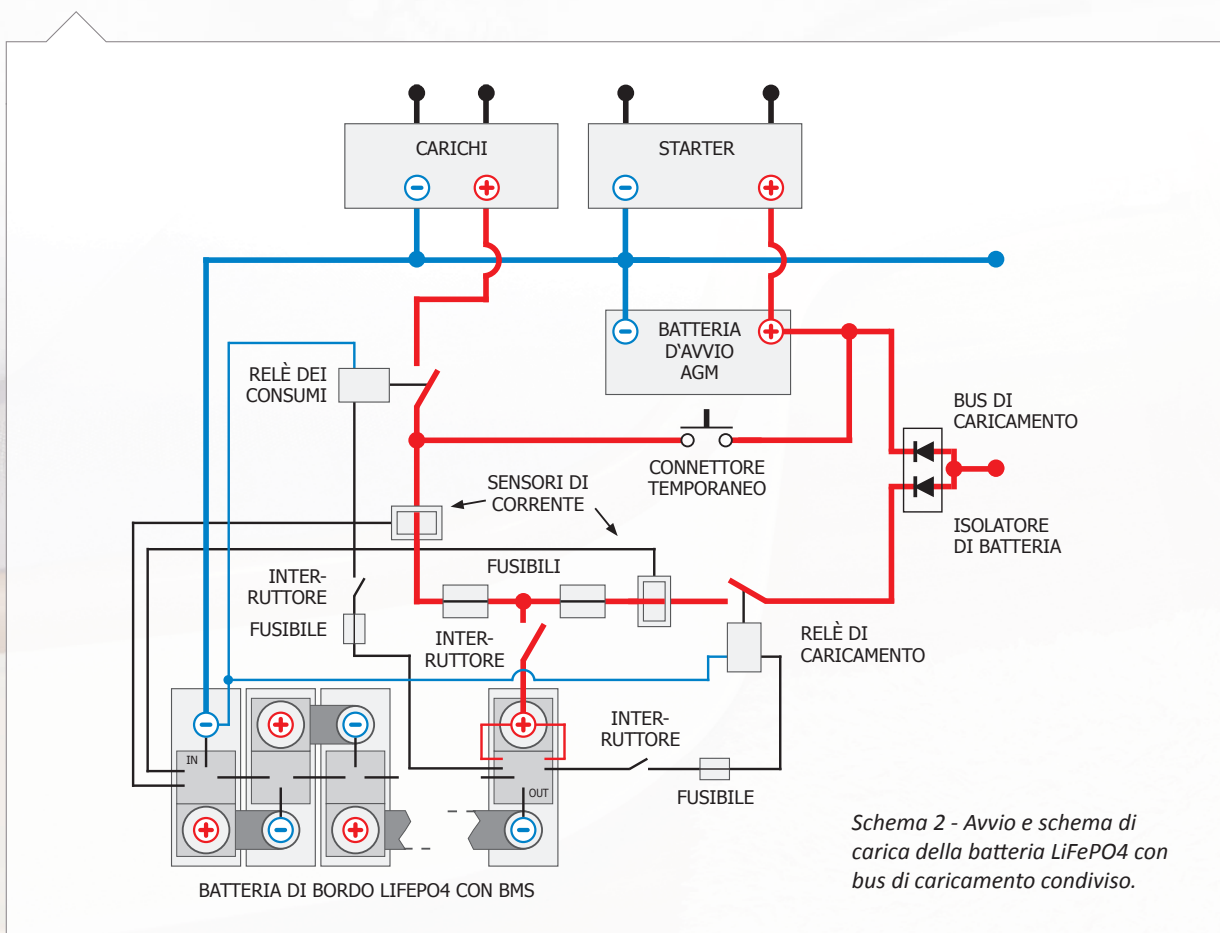 CARICHI
STARTER
BATTERIA
D'AVVIO
AGM
RELÈ DEI
CONSUMI
BUS DI
CARICAMENTO
CONNETTORE
TEMPORANEO
SENSORI DI
CORRENTE
ISOLATORE
DI BATTERIA
INTER-
RUTTORE
FUSIBILI
FUSIBILE
INTER-
RUTTORE
RELÈ DI
CARICAMENTO
INTER-
RUTTORE
IN
OUT
FUSIBILE
BATTERIA DI BORDO LIFEPO4 CON BMS
Schema 2 - Avvio e schema di
carica della batteria LiFePO4 con
bus di caricamento condiviso.